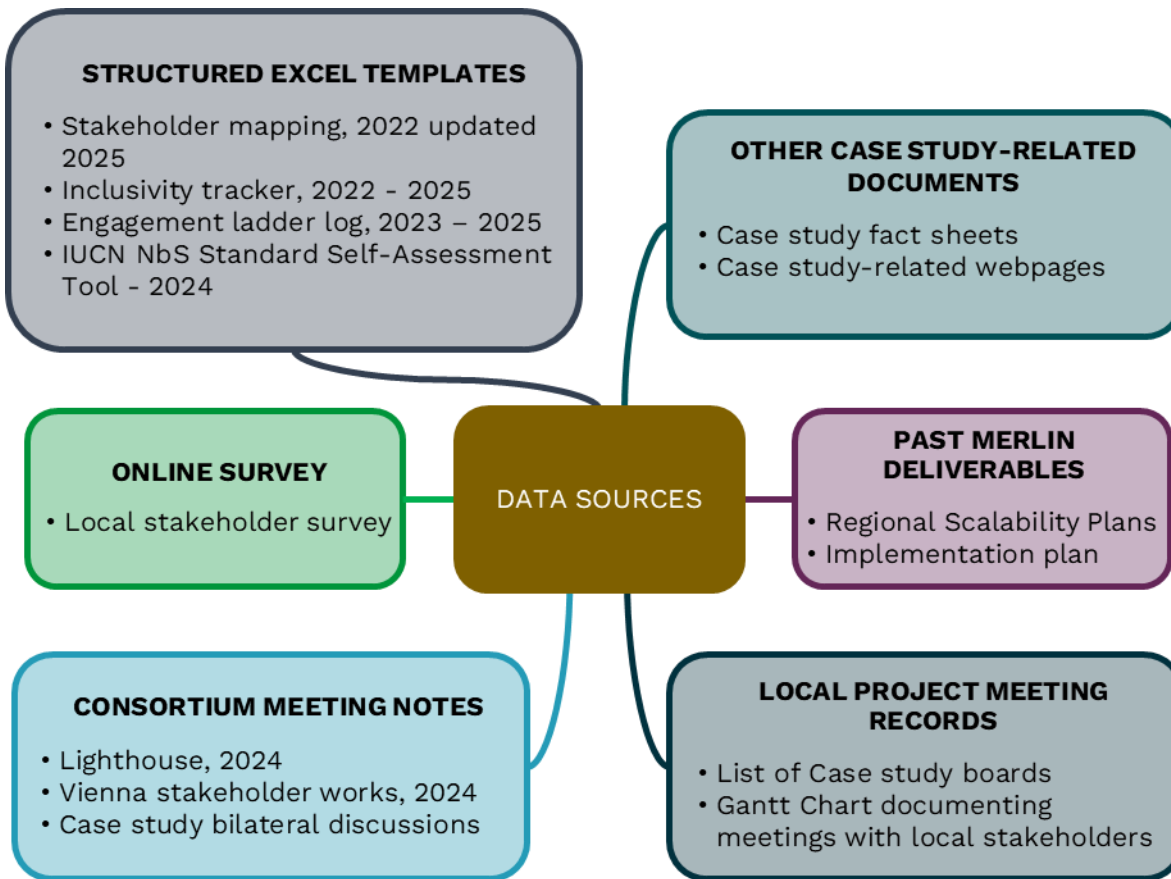 STRUCTURED EXCEL TEMPLATES
• Stakeholder mapping, 2022 updated
2025
• Inclusivity tracker, 2022 - 2025
• Engagement ladder log, 2023 – 2025
• IUCN NbS Standard Self-Assessment
Tool - 2024
OTHER CASE STUDY-RELATED
DOCUMENTS
• Case study fact sheets
• Case study-related webpages
ONLINE SURVEY
• Local stakeholder survey
DATA SOURCES
PAST MERLIN
DELIVERABLES
• Regional Scalability Plans
• Implementation plan
CONSORTIUM MEETING NOTES
• Lighthouse, 2024
• Vienna stakeholder works, 2024
• Case study bilateral discussions
LOCAL PROJECT MEETING
RECORDS
• List of Case study boards
• Gantt Chart documenting
meetings with local stakeholders